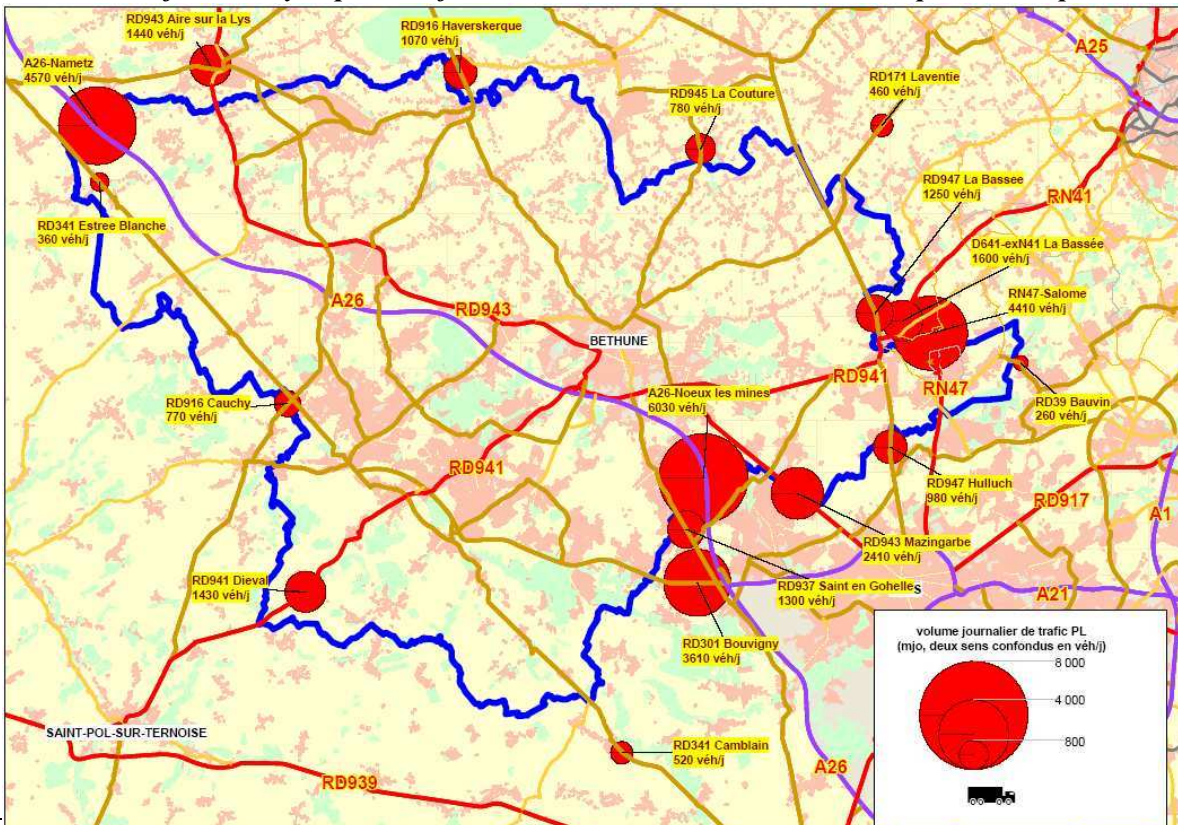 RD943 Aire sur la Lys
1440 véh/j
RD916 Haverskerque
1070 véh/j
A25
A26-Nametz
4570 véh/j
RD171 Laventie
460 véh/j
RD945 La Couture
780 véh/j
RD947 La Bassee
1250 véh/j
RN41
RD341 Estree Blanche
360 véh/j
D641-exN41 La Bassée
1600 véh/j
A26
RD943
RN47-Salome
4410 véh/j
BETHUNE
RD941
RN47
A26-Noeux les mines
6030 véh/j
RD39 Bauvin
260 véh/j
RD916 Cauchy
770 véh/j
RD941
RD947 Hulluch
980 véh/j
RD917
A1
RD943 Mazingarbe
2410 véh/j
RD941 Dieval
1430 véh/j
RD937 Saint en Gohelle
1300 véh/j
S
A21
RD301 Bouvigny
3610 véh/j
volume journalier de trafic PL
(mjo, deux sens confondus en véh/j)
8 000
4 000
800
SAINT-POL-SUR-TERNOISE
RD341 Camblain
520 véh/j
A26
RD939